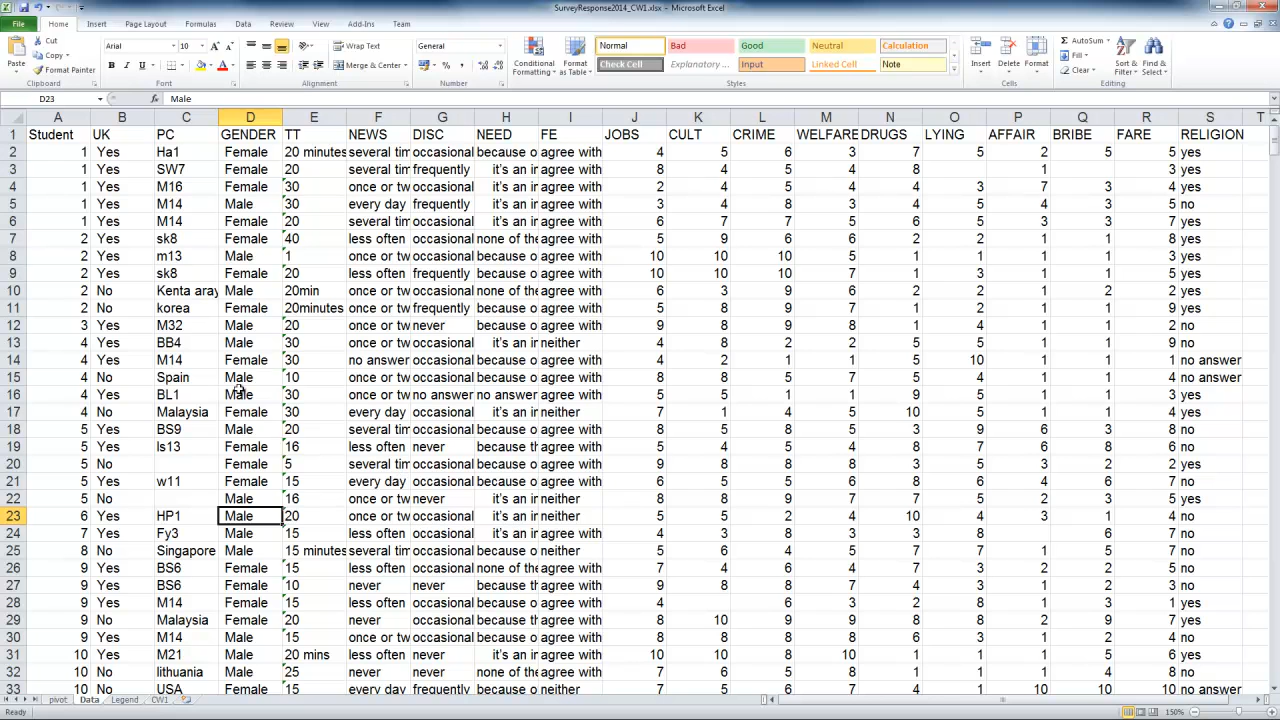 SurveyResponse2014_CW1.xlsx - Microsoft Excel
File Home Insert Page Layout Formulas Data Review View Add-Ins Team
Cut Arial 10 Wrap Text General Normal Bad Good Neutral Calculation AutoSum
Copy Fill
Paste Format Painter Merge & Center Conditional Formatting Format as Table Check Cell Explanatory ... Input Linked Cell Note Insert Delete Format Clear Sort & Filter Find & Select
Clipboard Font Alignment Number Styles Cells Editing
D23 fx Male
A B C D E F G H I J K L M N O P Q R S T
1 Student UK PC GENDER TT NEWS DISC NEED FE JOBS CULT CRIME WELFARE DRUGS LYING AFFAIR BRIBE FARE RELIGION
2 1 Yes Ha1 Female 20 minutes several tim occasional because o agree with 4 5 6 3 7 5 2 5 5 yes
3 1 Yes SW7 Female 20 several tim frequently it's an in agree with 8 4 5 4 8 1 3 yes
4 1 Yes M16 Female 30 once or tw occasional it's an in agree with 2 4 5 4 4 3 7 3 4 yes
5 1 Yes M14 Male 30 every day frequently it's an in agree with 3 4 8 3 4 5 4 3 5 no
6 1 Yes M14 Female 20 several tim occasional it's an in agree with 6 7 7 5 6 5 3 3 7 yes
7 2 Yes sk8 Female 40 less often occasional none of the agree with 5 9 6 6 2 2 1 1 8 yes
8 2 Yes m13 Male 1 once or tw occasional because o agree with 10 10 10 5 1 1 1 1 3 yes
9 2 Yes sk8 Female 20 less often frequently because o agree with 10 10 10 7 1 3 1 1 5 yes
10 2 No Kenta aray Male 20min once or tw occasional none of the agree with 6 3 9 6 2 2 1 2 2 yes
11 2 No korea Female 20minutes once or tw frequently because o agree with 5 8 9 7 1 2 1 1 9 yes
12 3 Yes M32 Male 20 once or tw never because o agree with 9 8 9 8 1 4 1 1 2 no
13 4 Yes BB4 Male 30 once or tw occasional it's an in neither 4 8 2 2 5 5 1 1 9 no
14 4 Yes M14 Female 30 no answer occasional because o agree with 4 2 1 1 5 10 1 1 1 no answer
15 4 No Spain Male 10 once or tw occasional because o agree with 8 8 5 7 5 4 1 1 4 no answer
16 4 Yes BL1 Male 30 once or tw no answer no answer agree with 5 5 1 1 9 5 1 1 3 yes
17 4 No Malaysia Female 30 every day occasional it's an in neither 7 1 4 5 10 5 1 1 4 yes
18 5 Yes BS9 Male 20 once or tw occasional because o agree with 8 5 8 5 3 9 6 3 8 no
19 5 Yes ls13 Female 16 less often never because o agree with 4 5 4 8 7 6 8 6 no
20 5 No Female 5 several tim occasional because o agree with 9 8 8 8 3 5 3 2 2 yes
21 5 Yes w11 Female 15 every day occasional because o agree with 9 5 5 6 8 6 4 6 7 no
22 5 No Male 16 once or tw never it's an in neither 8 8 9 7 7 5 2 3 5 yes
23 6 Yes HP1 Male 20 once or tw occasional it's an in neither 5 5 2 4 10 4 3 1 4 no
24 7 Yes Fy3 Male 15 less often occasional it's an in agree with 4 3 8 3 3 8 6 7 no
25 8 No Singapore Male 15 minutes several tim occasional because o neither 5 6 4 5 7 7 1 5 7 no
26 9 Yes BS6 Female 15 less often occasional none of the agree with 7 4 6 4 7 5 2 2 5 no
27 9 Yes BS6 Female 10 never never because it agree with 9 8 8 7 4 3 1 2 3 no
28 9 Yes M14 Female 15 less often occasional because o agree with 4 6 3 2 8 1 3 1 yes
29 9 No Malaysia Female 20 never occasional because o agree with 8 10 9 9 8 8 2 9 7 yes
30 9 Yes M14 Male 15 once or tw occasional because o agree with 8 8 8 6 3 1 2 4 no
31 10 Yes M21 Male 20 mins less often never it's an in agree with 10 10 8 10 1 1 1 5 6 yes
32 10 No lithuania Male 25 never never need of the agree with 7 6 5 8 1 1 4 8 3 no
33 10 No USA Female 15 every day frequently because o agree with 5 8 7 4 1 1 10 10 10 no answer
pivot Data Legend CW1
Ready 150%